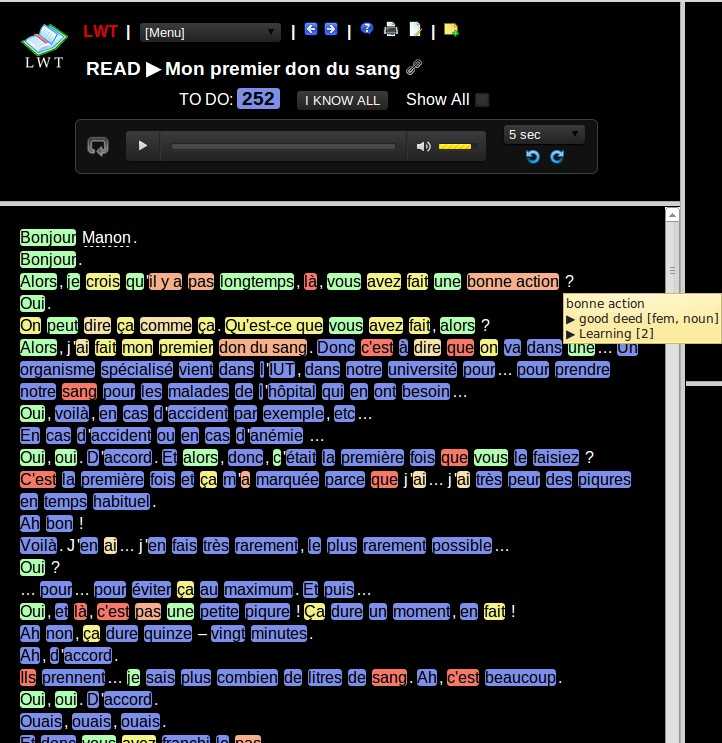 LWT | [Menu] | | |
LWT
READ ▶ Mon premier don du sang
TO DO: 252 I KNOW ALL Show All
5 sec
Bonjour Manon.
Bonjour.
Alors, je crois qu'il y a pas longtemps, là, vous avez fait une bonne action ?
bonne action
▶ good deed [fem, noun]
▶ Learning [2]
Oui.
On peut dire ça comme ça. Qu'est-ce que vous avez fait, alors ?
Alors, j'ai fait mon premier don du sang. Donc c'est à dire que on va dans une… Un
organisme spécialisé vient dans l'IUT, dans notre université pour… pour prendre
notre sang pour les malades de l'hôpital qui en ont besoin…
Oui, voilà, en cas d'accident par exemple, etc…
En cas d'accident ou en cas d'anémie …
Oui, oui. D'accord. Et alors, donc, c'était la première fois que vous le faisiez ?
C'est la première fois et ça m'a marquée parce que j'ai… j'ai très peur des piqures
en temps habituel.
Ah bon !
Voilà. J'en ai… j'en fais très rarement, le plus rarement possible…
Oui ?
… pour… pour éviter ça au maximum. Et puis…
Oui, et là, c'est pas une petite piqure ! Ça dure un moment, en fait !
Ah non, ça dure quinze – vingt minutes.
Ah, d'accord.
Ils prennent… je sais plus combien de litres de sang. Ah, c'est beaucoup.
Oui, oui. D'accord.
Ouais, ouais, ouais.
Et donc vous avez franchi le pas